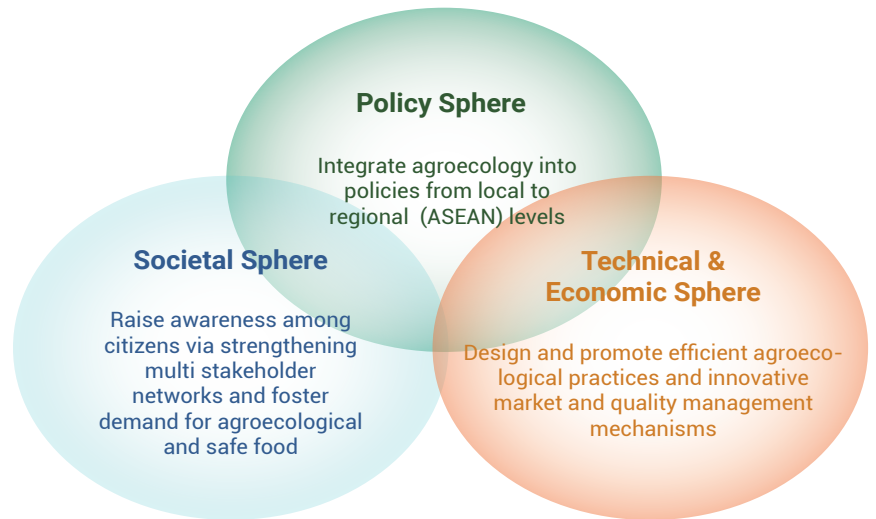 Policy Sphere
Integrate agroecology into
policies from local to
regional (ASEAN) levels
Societal Sphere
Raise awareness among
citizens via strengthening
multi stakeholder
networks and foster
demand for agroecological
and safe food
Technical &
Economic Sphere
Design and promote efficient agroeco-
logical practices and innovative
market and quality management
mechanisms